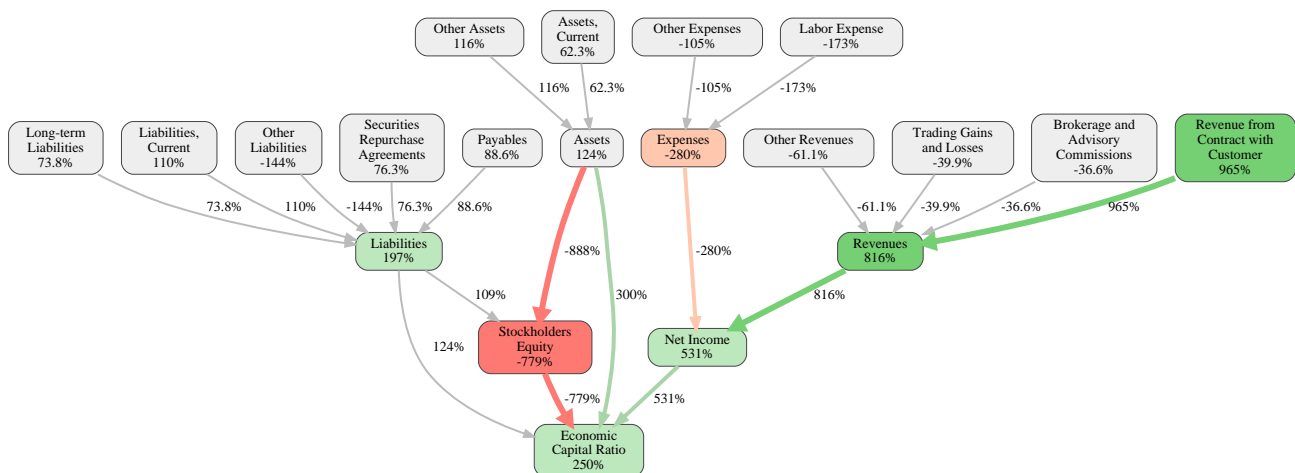 Other Assets
116%
Assets,
Current
62.3%
Other Expenses
-105%
Labor Expense
-173%
116%
62.3%
-105%
-173%
Long-term
Liabilities
73.8%
Liabilities,
Current
110%
Other
Liabilities
-144%
Securities
Repurchase
Agreements
76.3%
Payables
88.6%
Assets
124%
Expenses
-280%
Other Revenues
-61.1%
Trading Gains
and Losses
-39.9%
Brokerage and
Advisory
Commissions
-36.6%
Revenue from
Contract with
Customer
965%
73.8%
110%
-144%
76.3%
88.6%
-61.1%
-39.9%
-36.6%
965%
Liabilities
197%
-888%
-280%
Revenues
816%
109%
300%
816%
124%
Stockholders
Equity
-779%
Net Income
531%
-779%
531%
Economic
Capital Ratio
250%